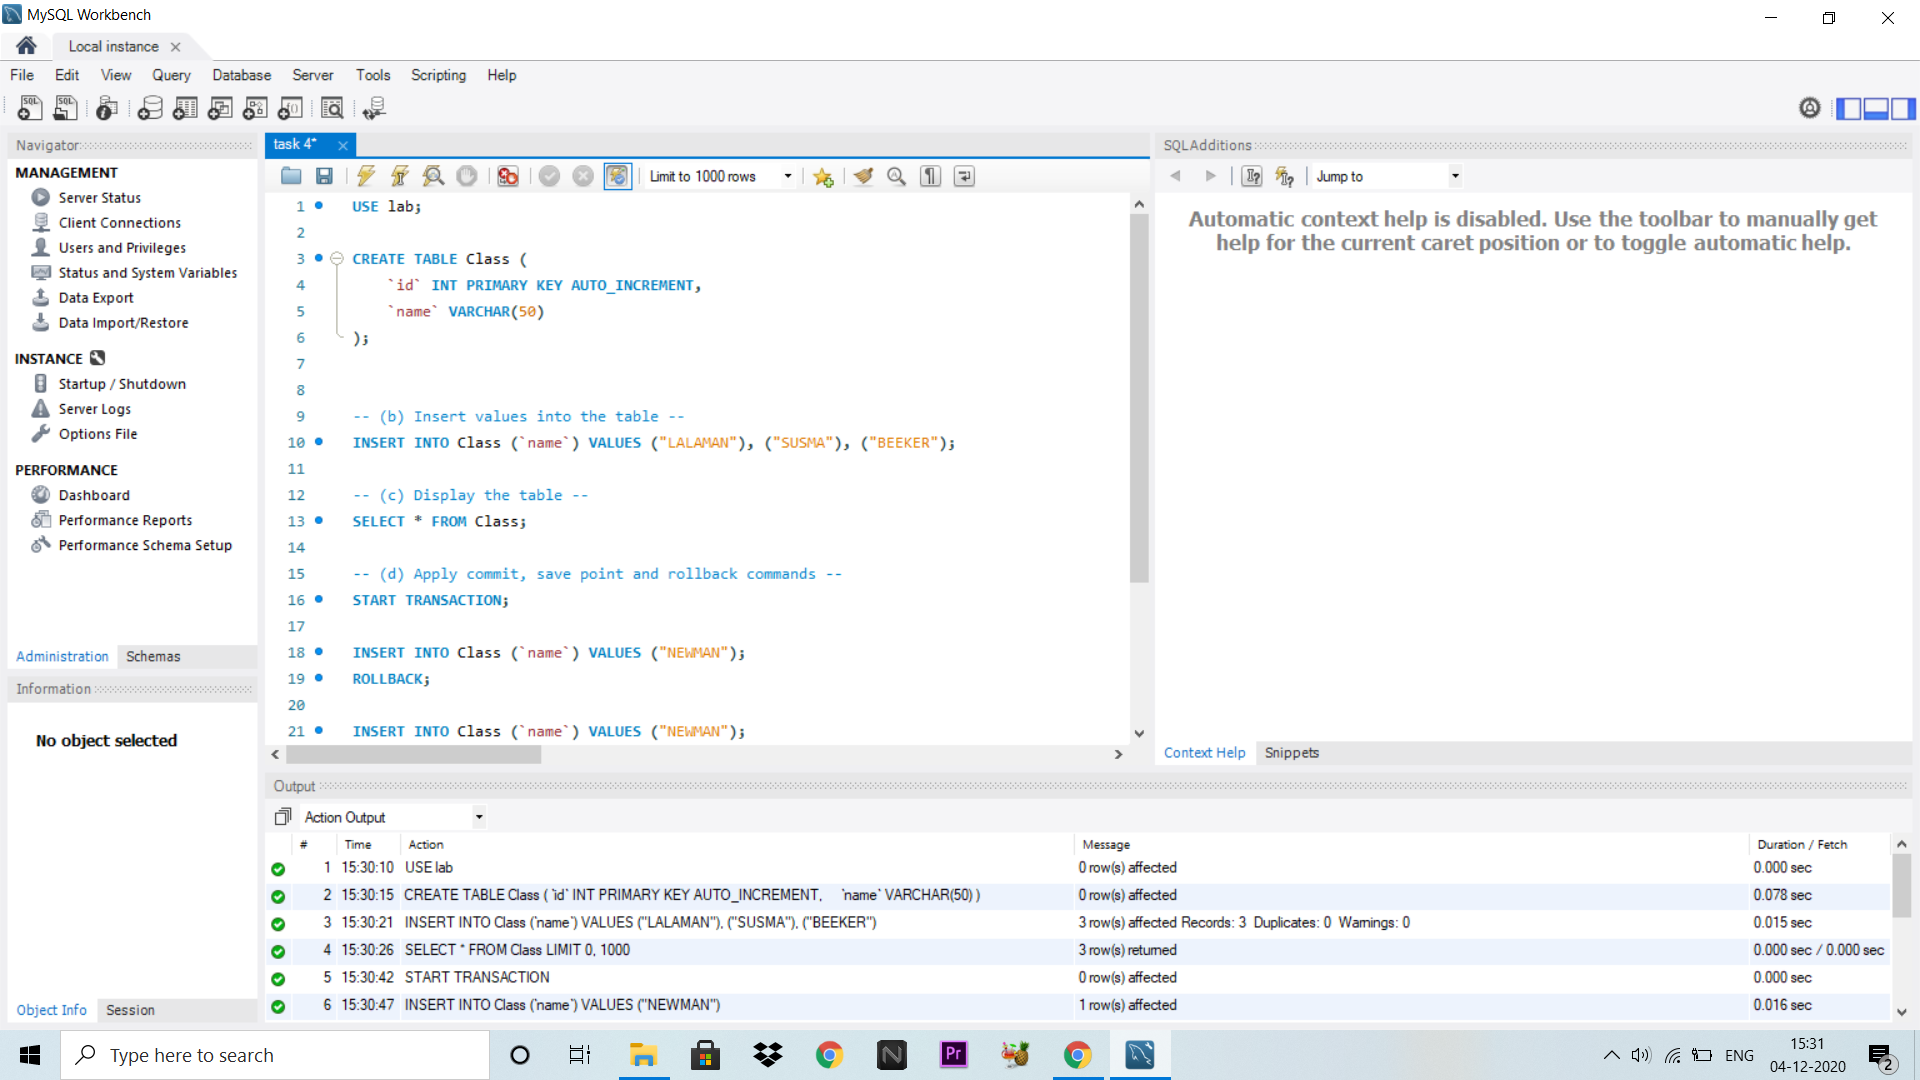 MySQL Workbench
Local instance
File Edit View Query Database Server Tools Scripting Help
Navigator
MANAGEMENT
Server Status
Client Connections
Users and Privileges
Status and System Variables
Data Export
Data Import/Restore
INSTANCE
Startup / Shutdown
Server Logs
Options File
PERFORMANCE
Dashboard
Performance Reports
Performance Schema Setup
Administration Schemas
Information
No object selected
Object Info Session
task 4*
Limit to 1000 rows
1 USE lab;
2
3 CREATE TABLE Class (
4 `id` INT PRIMARY KEY AUTO_INCREMENT,
5 `name` VARCHAR(50)
6 );
7
8
9 -- (b) Insert values into the table --
10 INSERT INTO Class (`name`) VALUES ("LALAMAN"), ("SUSMA"), ("BEEKER");
11
12 -- (c) Display the table --
13 SELECT * FROM Class;
14
15 -- (d) Apply commit, save point and rollback commands --
16 START TRANSACTION;
17
18 INSERT INTO Class (`name`) VALUES ("NEWMAN");
19 ROLLBACK;
20
21 INSERT INTO Class (`name`) VALUES ("NEWMAN");
SQLAdditions
Jump to
Automatic context help is disabled. Use the toolbar to manually get
help for the current caret position or to toggle automatic help.
Context Help Snippets
Output
Action Output
# Time Action Message Duration / Fetch
1 15:30:10 USE lab 0 row(s) affected 0.000 sec
2 15:30:15 CREATE TABLE Class ( `id` INT PRIMARY KEY AUTO_INCREMENT, `name` VARCHAR(50) ) 0 row(s) affected 0.078 sec
3 15:30:21 INSERT INTO Class (`name`) VALUES ("LALAMAN"), ("SUSMA"), ("BEEKER") 3 row(s) affected Records: 3 Duplicates: 0 Warnings: 0 0.015 sec
4 15:30:26 SELECT * FROM Class LIMIT 0, 1000 3 row(s) returned 0.000 sec / 0.000 sec
5 15:30:42 START TRANSACTION 0 row(s) affected 0.000 sec
6 15:30:47 INSERT INTO Class (`name`) VALUES ("NEWMAN") 1 row(s) affected 0.016 sec
Type here to search
Pr
ENG
15:31
04-12-2020
2